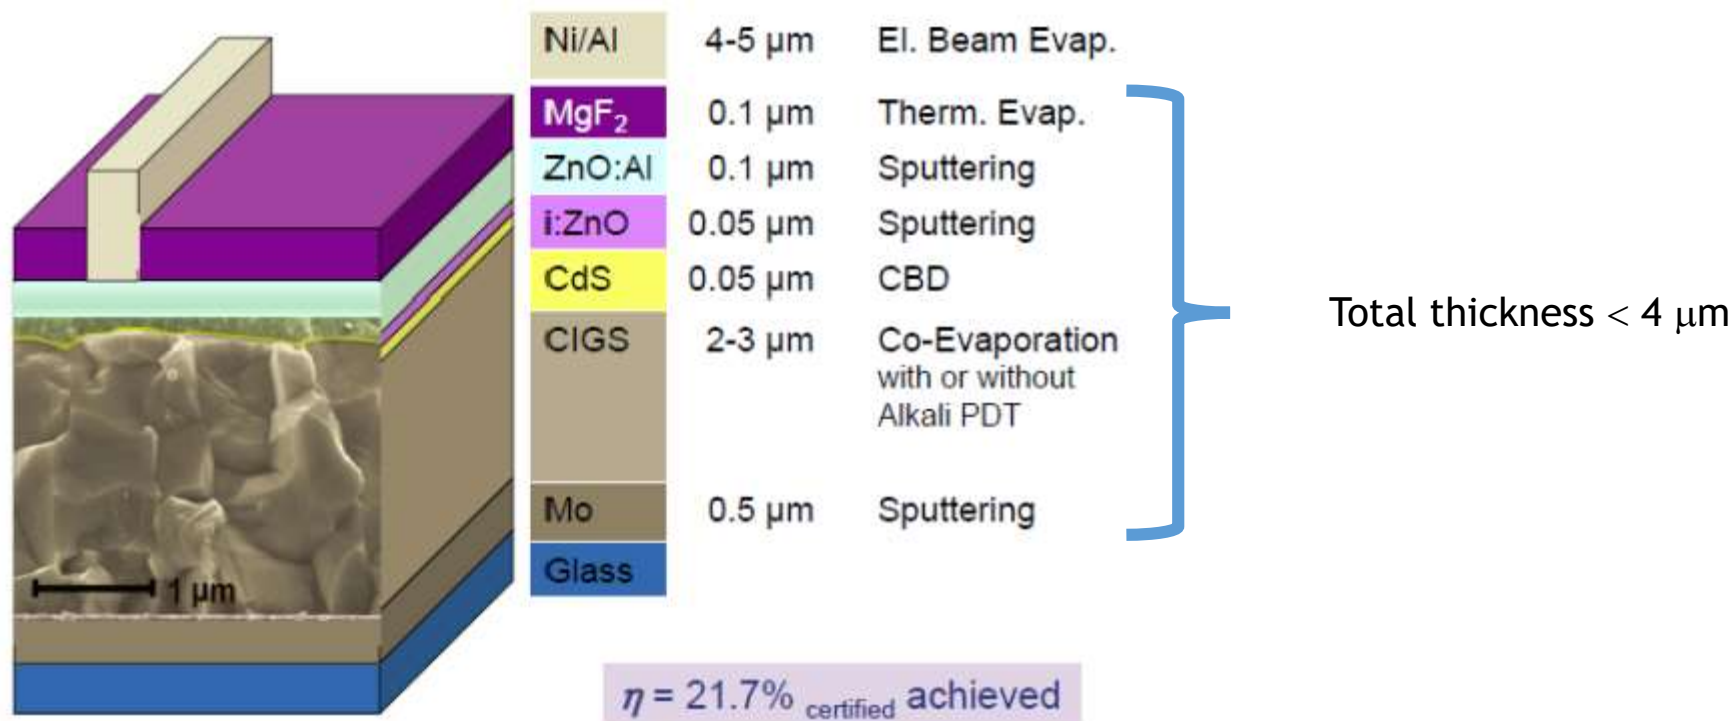 Ni/Al 4-5 µm El. Beam Evap.
MgF₂ 0.1 µm Therm. Evap.
ZnO:Al 0.1 µm Sputtering
i:ZnO 0.05 µm Sputtering
CdS 0.05 µm CBD
CIGS 2-3 µm Co-Evaporation
with or without
Alkali PDT
Total thickness < 4 µm
Mo 0.5 µm Sputtering
Glass
1 µm
η = 21.7% certified achieved